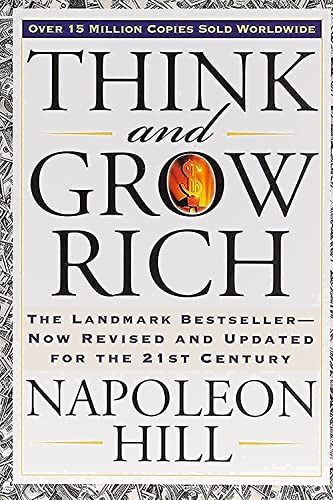 OVER 15 MILLION COPIES SOLD WORLDWIDE
THINK
and
GROW
RICH
THE LANDMARK BESTSELLER—
NOW REVISED AND UPDATED
FOR THE 21ST CENTURY
NAPOLEON
HILL